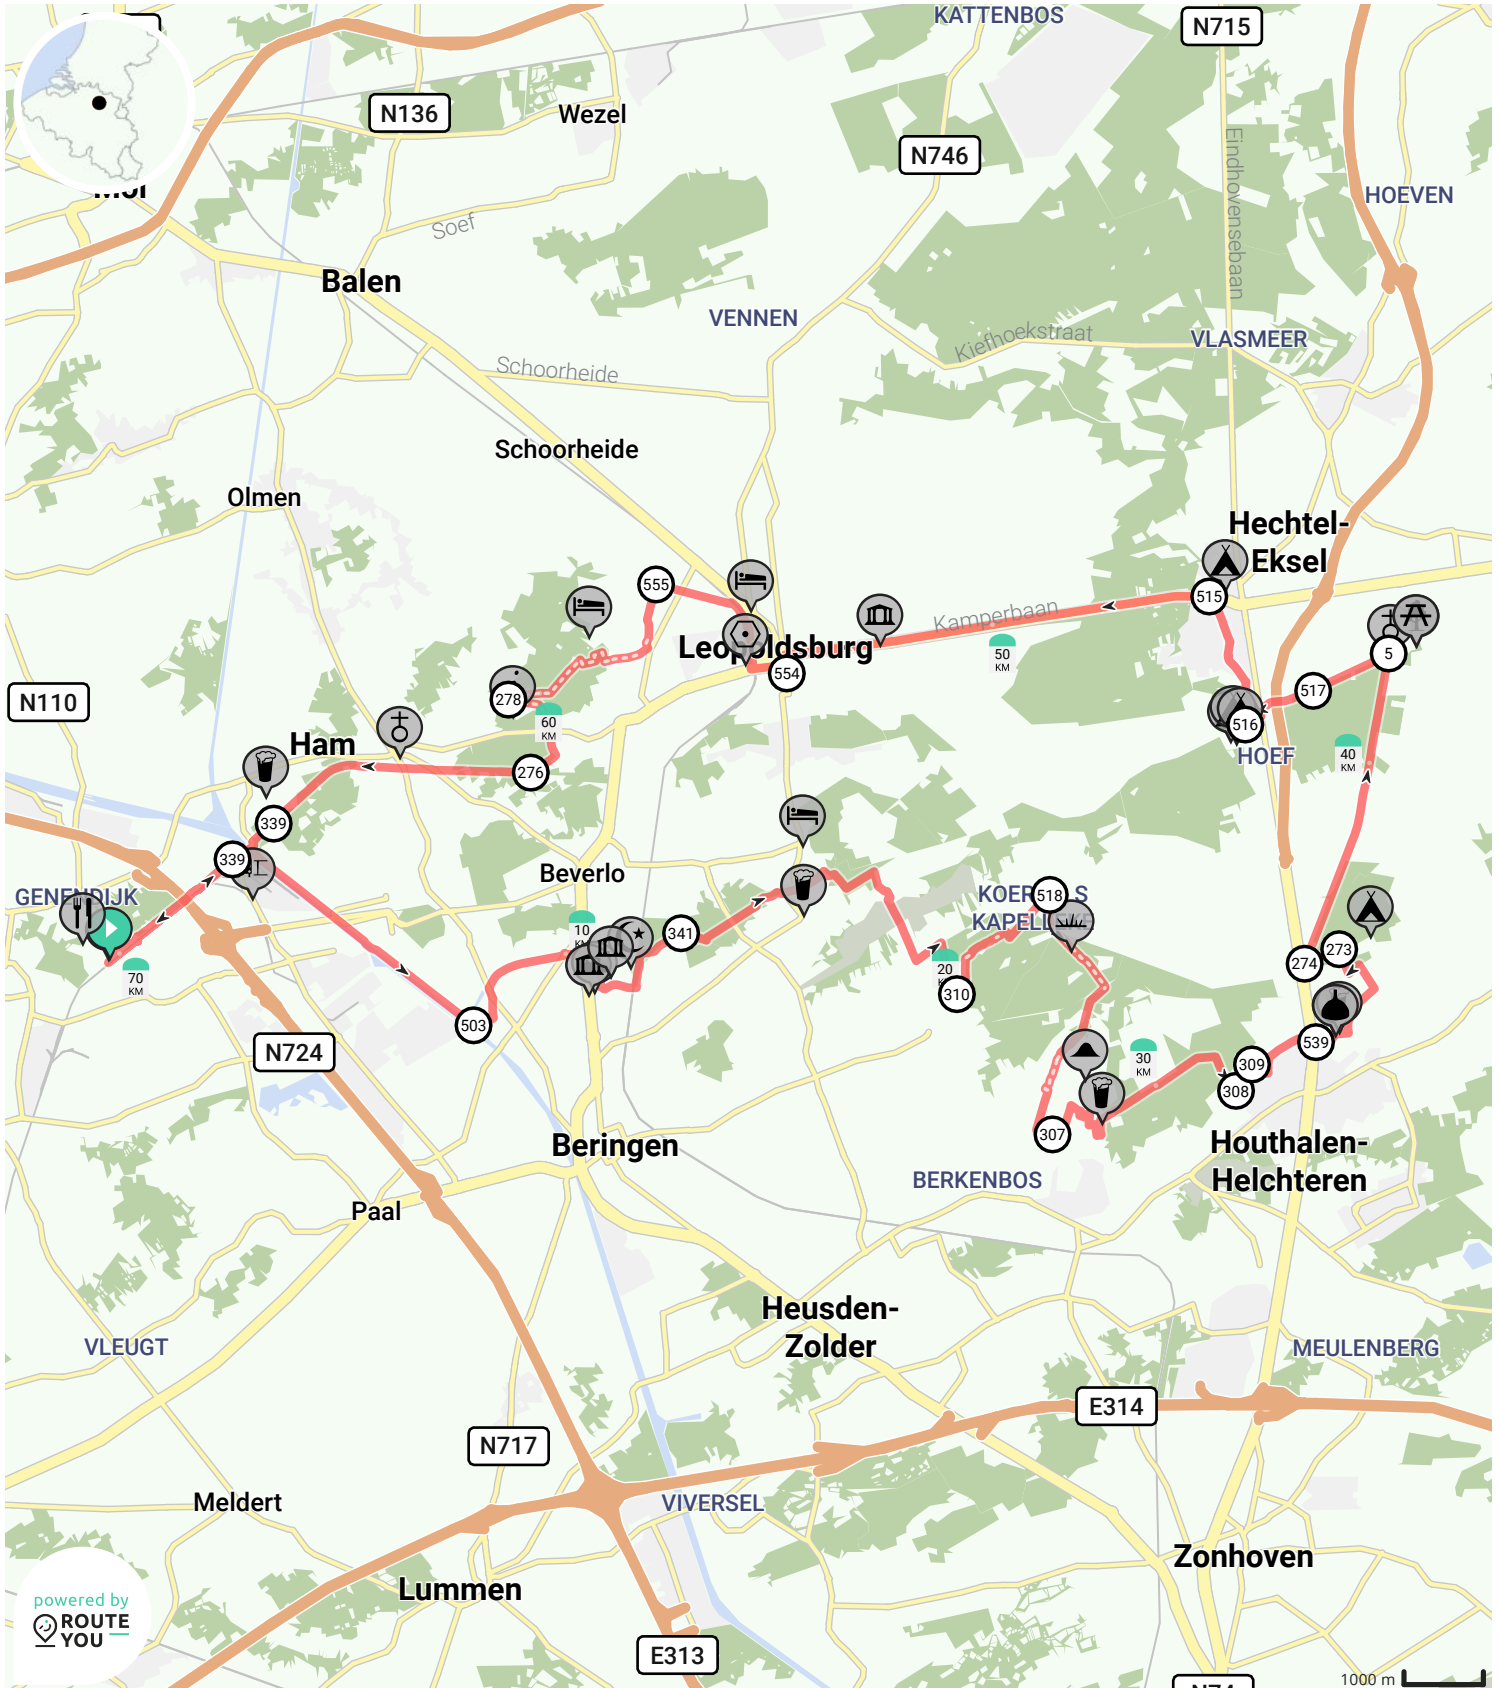 KATTENBOS
N715
N136
Wezel
N746
Eindhovensebaan
HOEVEN
Soef
Balen
VENNEN
Kiefhoekstraat
VLASMEER
Schoorheide
Schoorheide
Olmen
Hechtel-
Eksel
555
515
Kamperbaan
Leopoldsburg
50
KM
5
554
517
278
N110
60
KM
516
Ham
HOEF
40
KM
276
339
339
Beverlo
GENENDIJK
518
KAPELL
10
341
273
274
70
KM
20
310
503
N724
539
30
KM
309
308
307
Beringen
Houthalen-
Helchteren
BERKENBOS
Paal
Heusden-
Zolder
VLEUGT
MEULENBERG
E314
N717
Meldert
VIVERSEL
Zonhoven
Lummen
powered by
ROUTE
YOU
E313
1000 m
N74